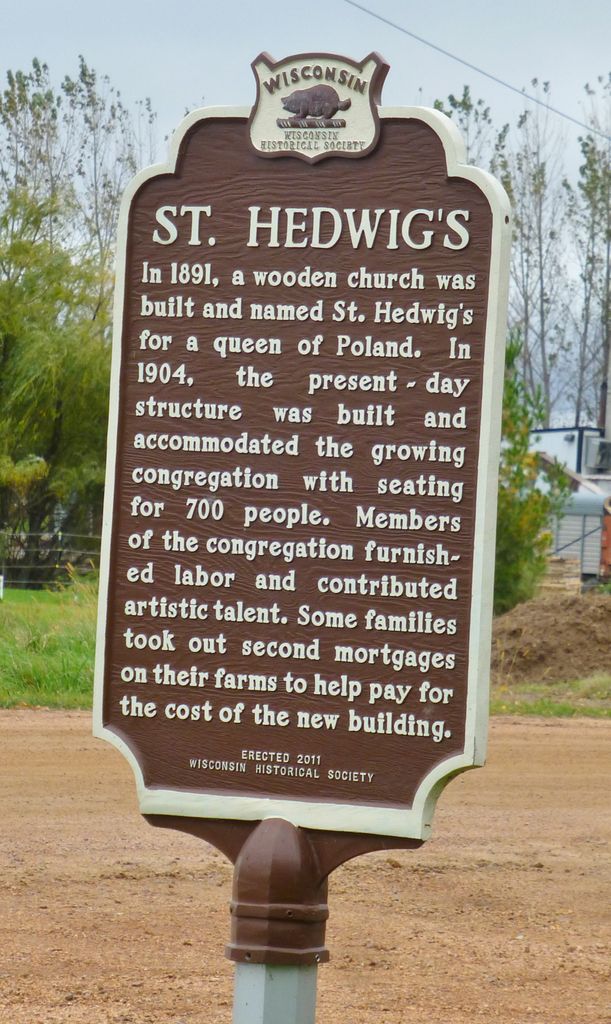 WISCONSIN
WISCONSIN
HISTORICAL SOCIETY
ST. HEDWIG'S
In 1891, a wooden church was
built and named St. Hedwig's
for a queen of Poland. In
1904, the present-day
structure was built and
accommodated the growing
congregation with seating
for 700 people. Members
of the congregation furnish-
ed labor and contributed
artistic talent. Some families
took out second mortgages
on their farms to help pay for
the cost of the new building.
ERECTED 2011
WISCONSIN HISTORICAL SOCIETY